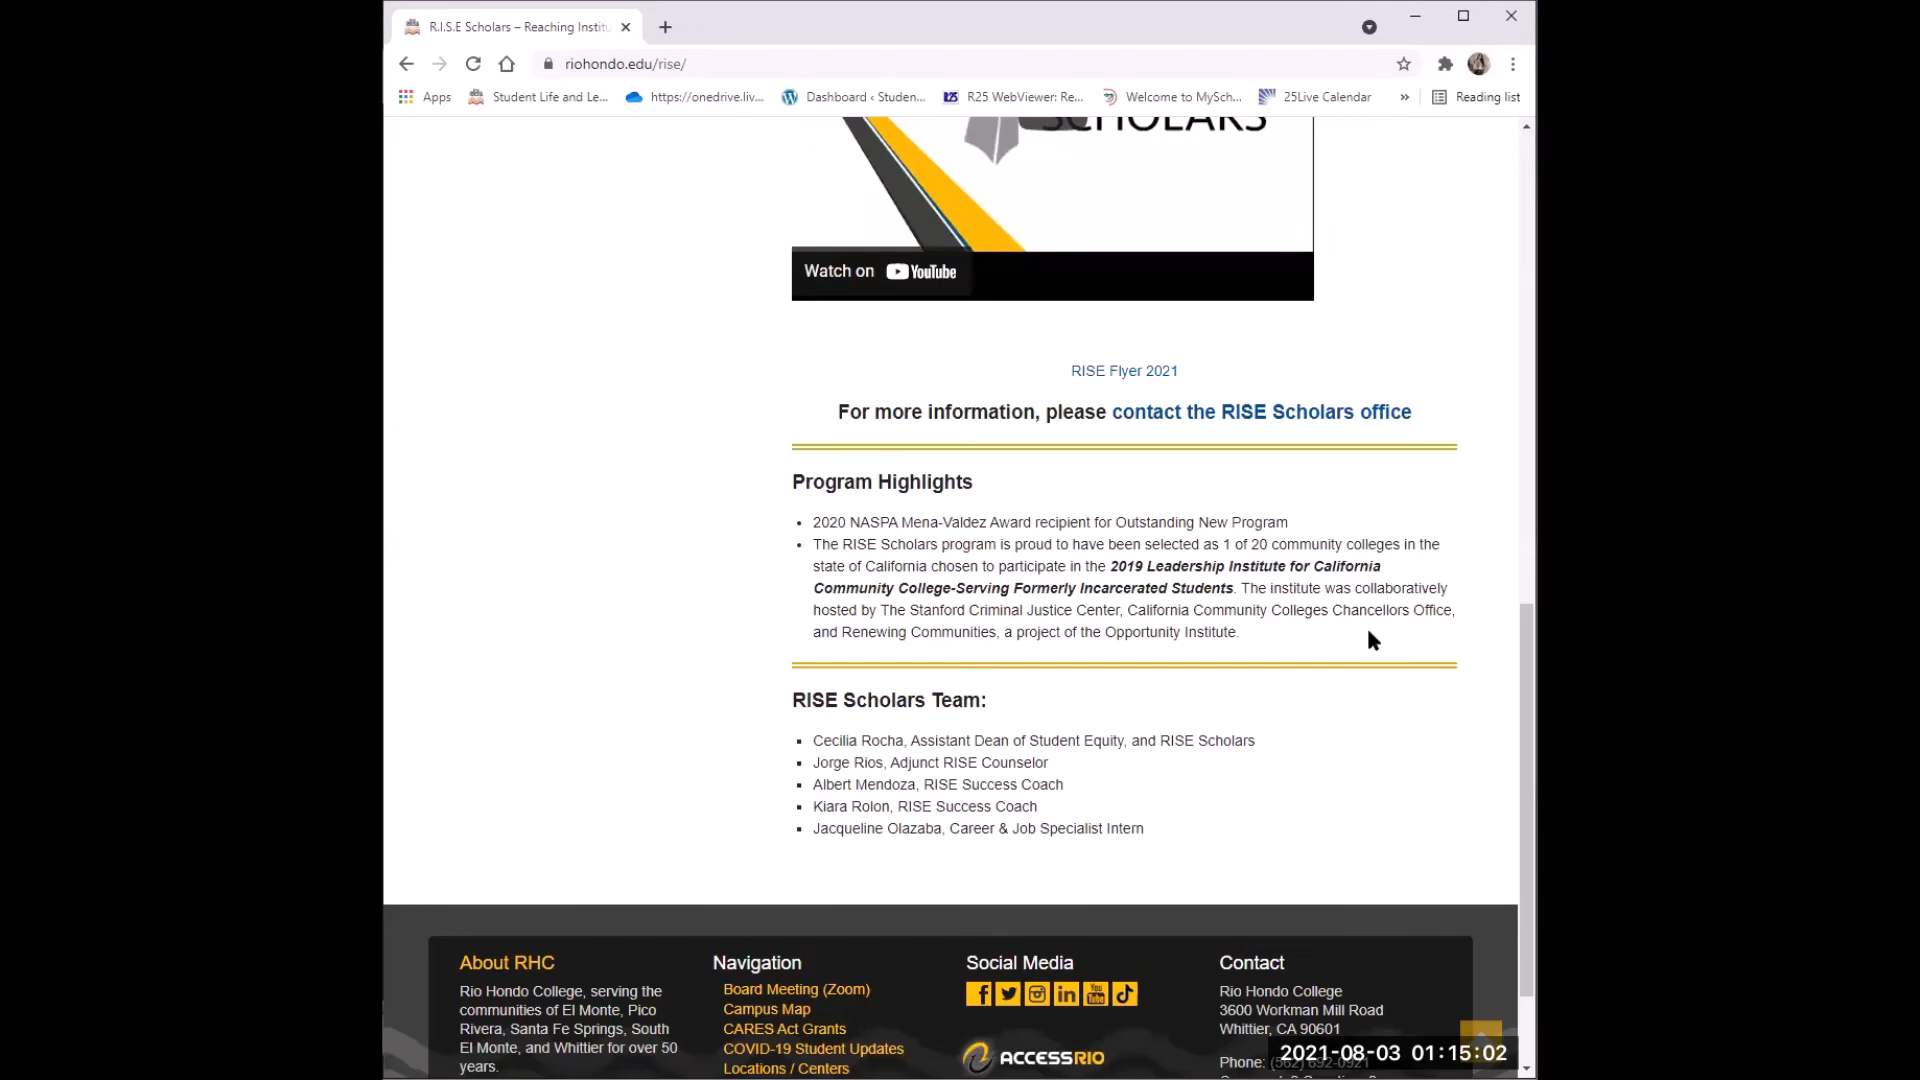 R.I.S.E Scholars – Reaching Institu
riohondo.edu/rise/
Apps
Student Life and Le...
https://onedrive.liv...
Dashboard ‹ Studen...
R25 WebViewer: Re...
Welcome to MySch...
25Live Calendar
»
Reading list
SCHOLARS
Watch on YouTube
RISE Flyer 2021
For more information, please contact the RISE Scholars office
Program Highlights
• 2020 NASPA Mena-Valdez Award recipient for Outstanding New Program
• The RISE Scholars program is proud to have been selected as 1 of 20 community colleges in the
state of California chosen to participate in the 2019 Leadership Institute for California
Community College-Serving Formerly Incarcerated Students. The institute was collaboratively
hosted by The Stanford Criminal Justice Center, California Community Colleges Chancellors Office,
and Renewing Communities, a project of the Opportunity Institute.
RISE Scholars Team:
▪ Cecilia Rocha, Assistant Dean of Student Equity, and RISE Scholars
▪ Jorge Rios, Adjunct RISE Counselor
▪ Albert Mendoza, RISE Success Coach
▪ Kiara Rolon, RISE Success Coach
▪ Jacqueline Olazaba, Career & Job Specialist Intern
About RHC
Rio Hondo College, serving the
communities of El Monte, Pico
Rivera, Santa Fe Springs, South
El Monte, and Whittier for over 50
years.
Navigation
Board Meeting (Zoom)
Campus Map
CARES Act Grants
COVID-19 Student Updates
Locations / Centers
Social Media
You Tube
ACCESSRIO
Contact
Rio Hondo College
3600 Workman Mill Road
Whittier, CA 90601
Phone: (562) 692-0921
2021-08-03 01:15:02